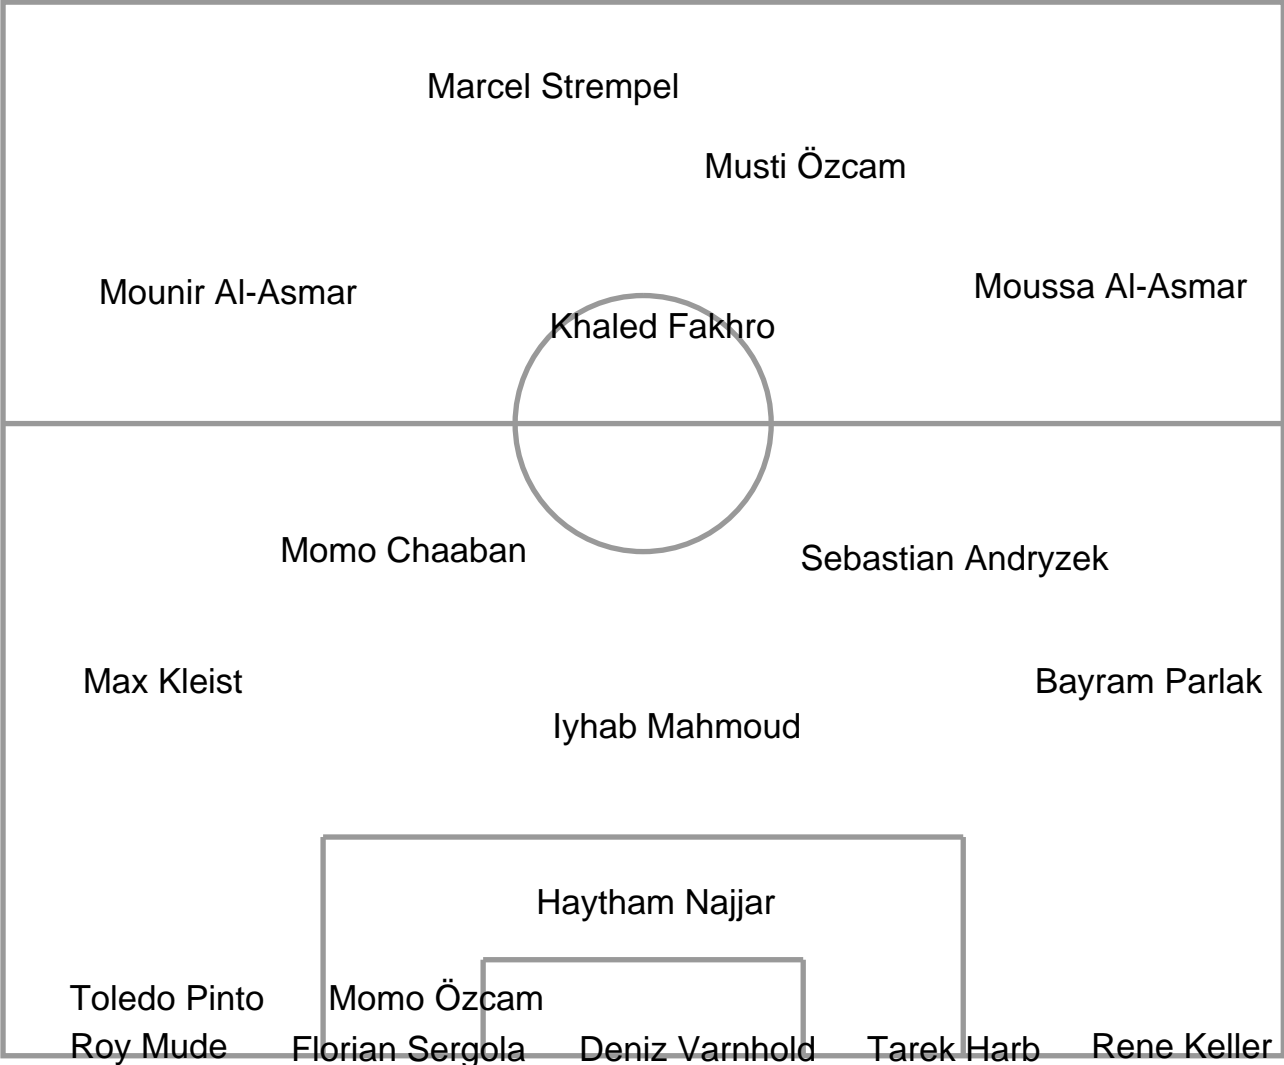 Marcel Strempel
Musti Özcam
Mounir Al-Asmar
Moussa Al-Asmar
Khaled Fakhro
Momo Chaaban
Sebastian Andryzek
Max Kleist
Bayram Parlak
Iyhab Mahmoud
Haytham Najjar
Toledo Pinto
Momo Özcam
Roy Mude
Florian Sergola
Deniz Varnhold
Tarek Harb
Rene Keller